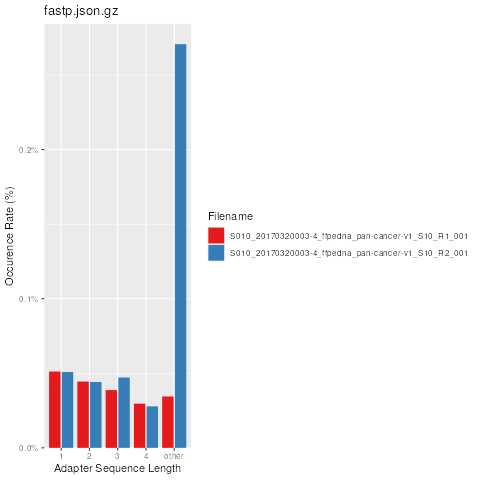 fastp.json.gz
Occurence Rate (%)
0.2%
0.1%
0.0%
1 2 3 4 other
Adapter Sequence Length
Filename
S010_20170320003-4_ffpedna_pan-cancer-v1_S10_R1_001
S010_20170320003-4_ffpedna_pan-cancer-v1_S10_R2_001